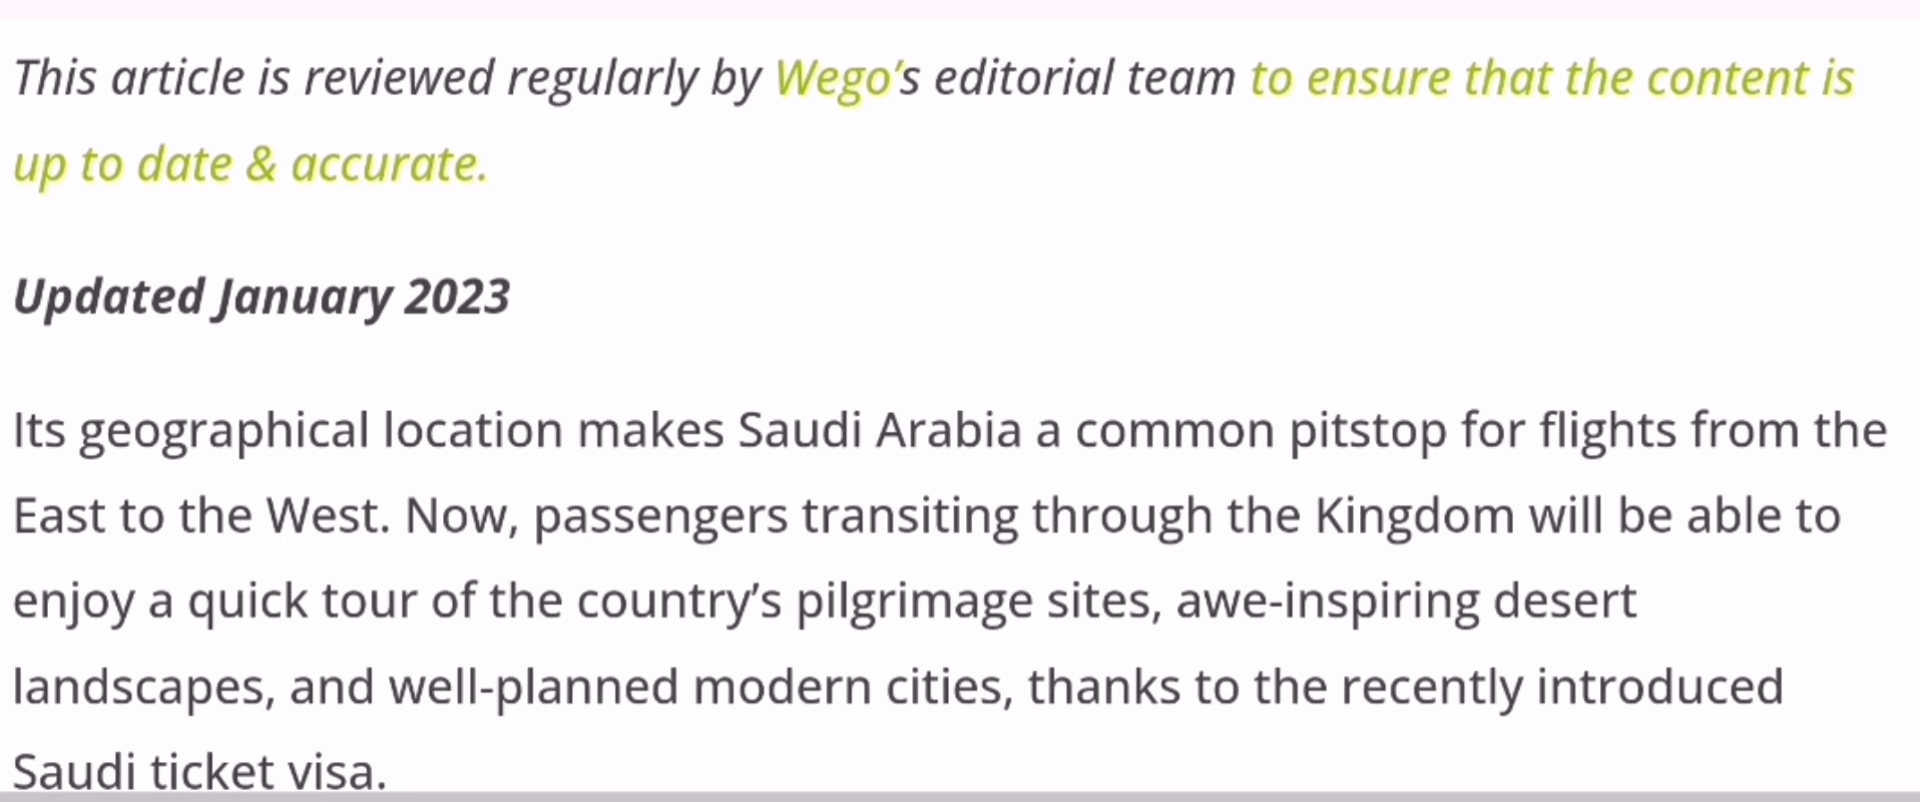 This article is reviewed regularly by Wego’s editorial team to ensure that the content is
up to date & accurate.
Updated January 2023
Its geographical location makes Saudi Arabia a common pitstop for flights from the
East to the West. Now, passengers transiting through the Kingdom will be able to
enjoy a quick tour of the country’s pilgrimage sites, awe-inspiring desert
landscapes, and well-planned modern cities, thanks to the recently introduced
Saudi ticket visa.